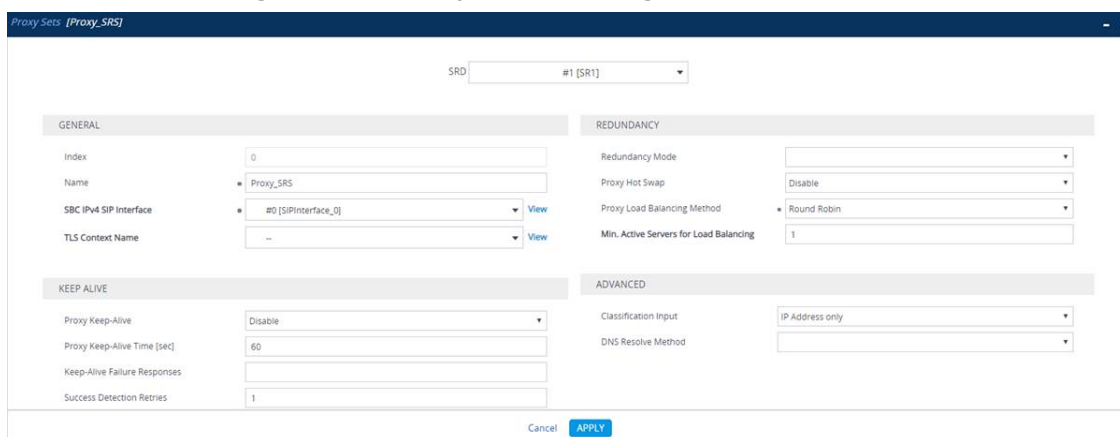 Proxy Sets [Proxy_SRS] –
SRD #1 [SR1]
GENERAL
Index 0
Name Proxy_SRS
SBC IPv4 SIP Interface #0 [SIPInterface_0] View
TLS Context Name -- View
KEEP ALIVE
Proxy Keep-Alive Disable
Proxy Keep-Alive Time [sec] 60
Keep-Alive Failure Responses
Success Detection Retries 1
REDUNDANCY
Redundancy Mode
Proxy Hot Swap Disable
Proxy Load Balancing Method Round Robin
Min. Active Servers for Load Balancing 1
ADVANCED
Classification Input IP Address only
DNS Resolve Method
Cancel APPLY